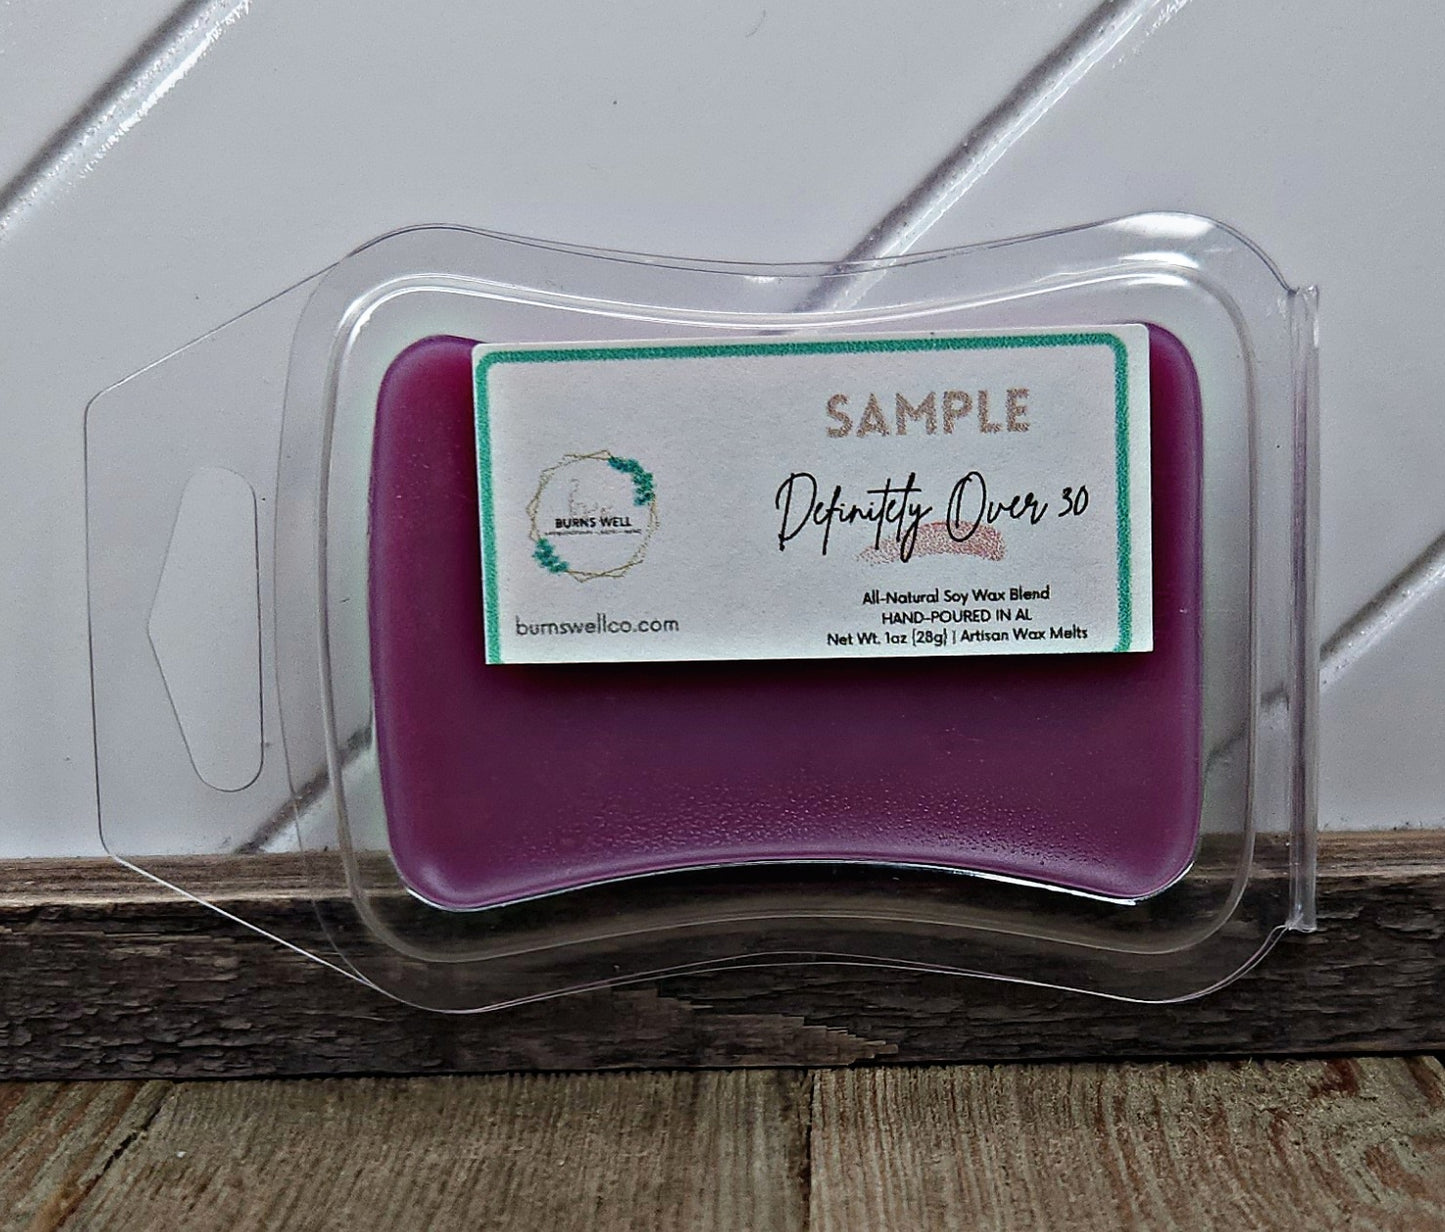 SAMPLE
Definitely Over 30
BURNS WELL
burnswellco.com
All-Natural Soy Wax Blend
HAND-POURED IN AL
Net Wt. 1oz {28g} | Artisan Wax Melts